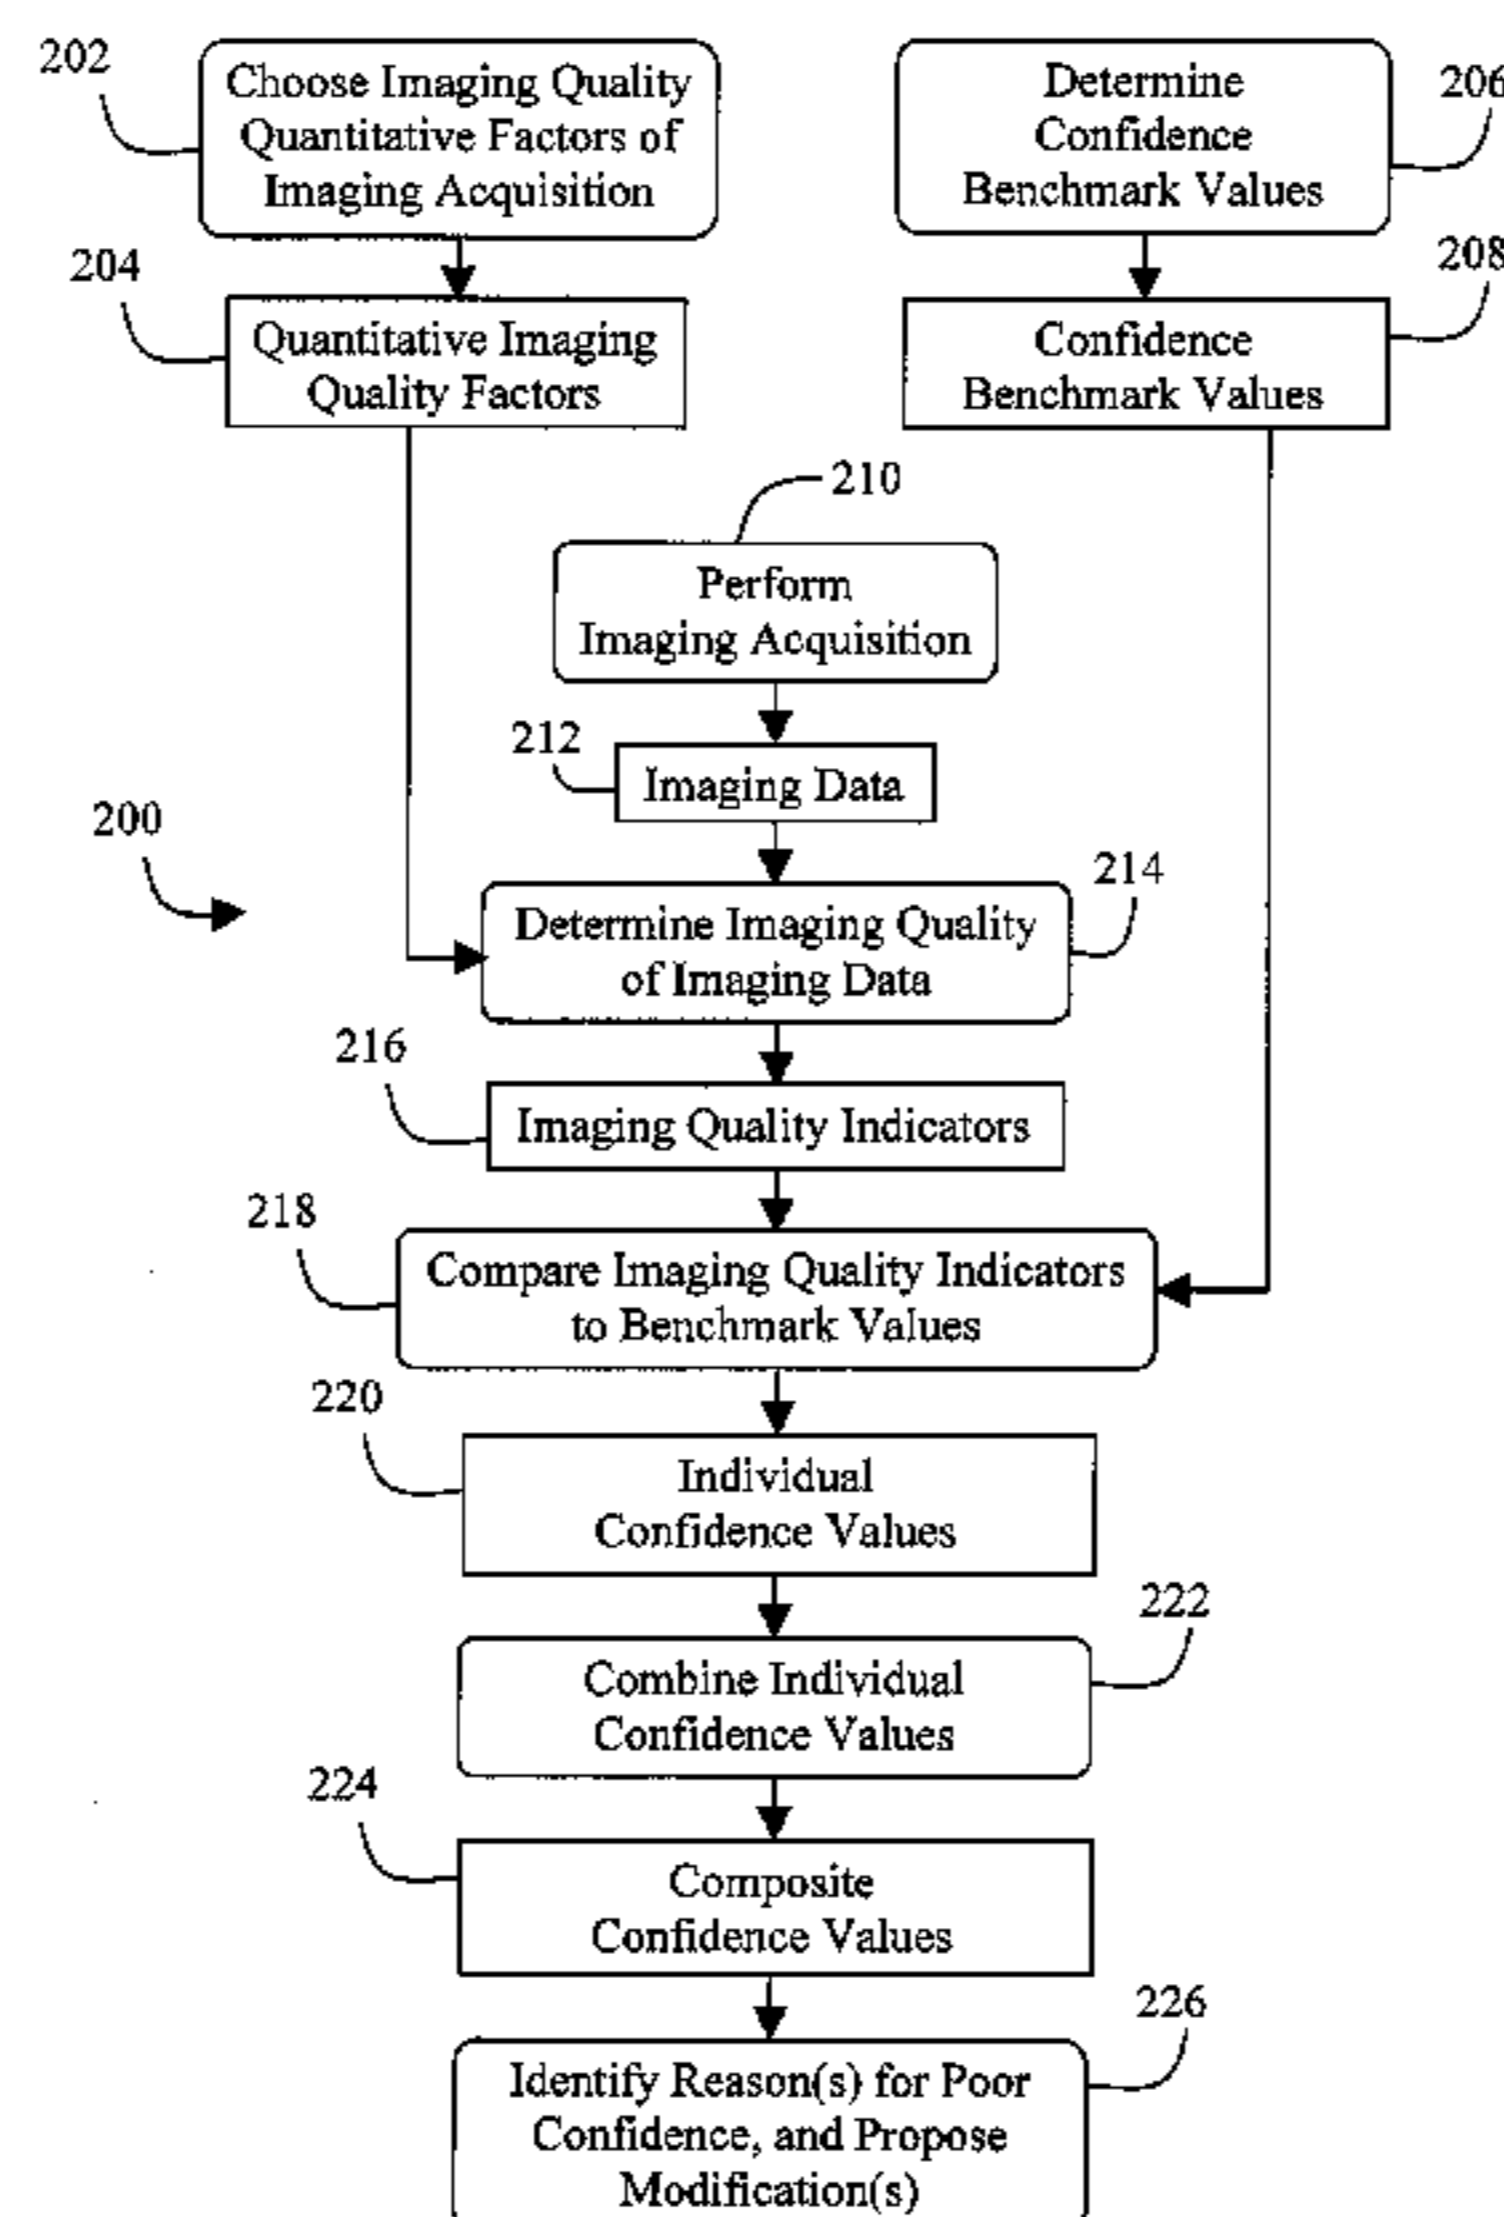 202
Choose Imaging Quality
Quantitative Factors of
Imaging Acquisition
Determine
Confidence
Benchmark Values
206
204
Quantitative Imaging
Quality Factors
Confidence
Benchmark Values
208
210
Perform
Imaging Acquisition
212
Imaging Data
200
214
Determine Imaging Quality
of Imaging Data
216
Imaging Quality Indicators
218
Compare Imaging Quality Indicators
to Benchmark Values
220
Individual
Confidence Values
222
Combine Individual
Confidence Values
224
Composite
Confidence Values
226
Identify Reason(s) for Poor
Confidence, and Propose
Modification(s)